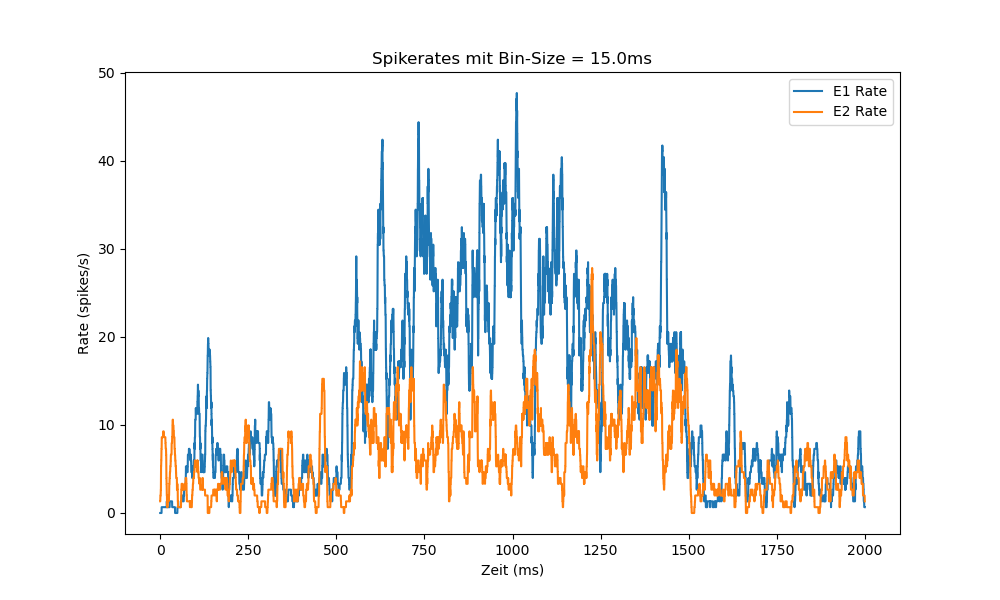 Spikerates mit Bin-Size = 15.0ms
E1 Rate
E2 Rate
Rate (spikes/s)
50
40
30
20
10
0
0 250 500 750 1000 1250 1500 1750 2000
Zeit (ms)